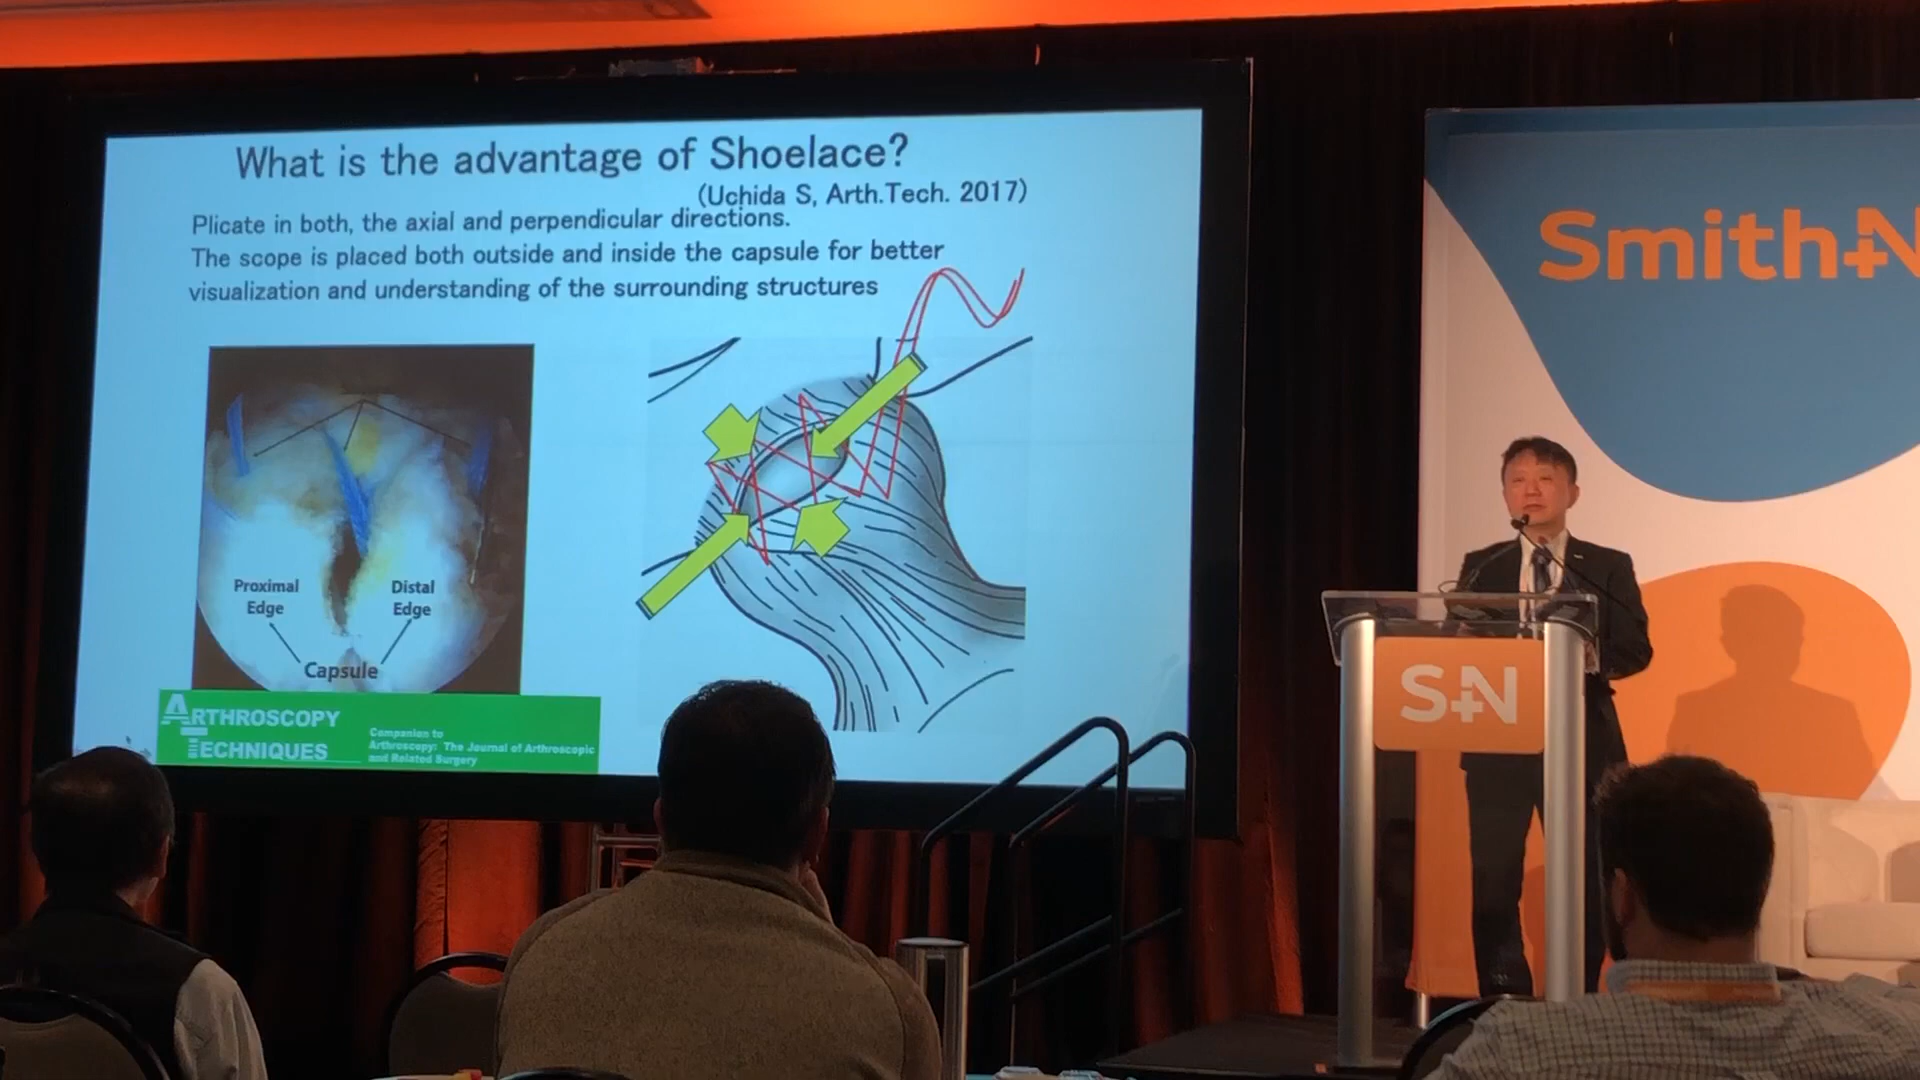 What is the advantage of Shoelace?
(Uchida S, Arth.Tech. 2017)
Plicate in both, the axial and perpendicular directions.
The scope is placed both outside and inside the capsule for better
visualization and understanding of the surrounding structures
Proximal
Edge
Distal
Edge
Capsule
ARTHROSCOPY
TECHNIQUES
Companion to
Arthroscopy: The Journal of Arthroscopic
and Related Surgery
Smith+N
S+N